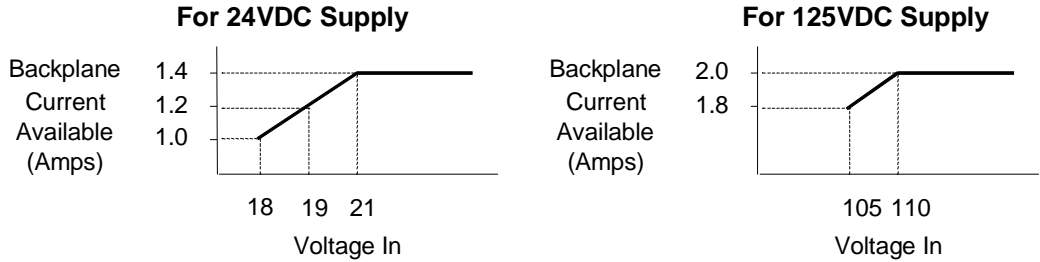 For 24VDC Supply
Backplane
Current
Available
(Amps)
1.4
1.2
1.0
18 19 21
Voltage In
For 125VDC Supply
Backplane
Current
Available
(Amps)
2.0
1.8
105 110
Voltage In